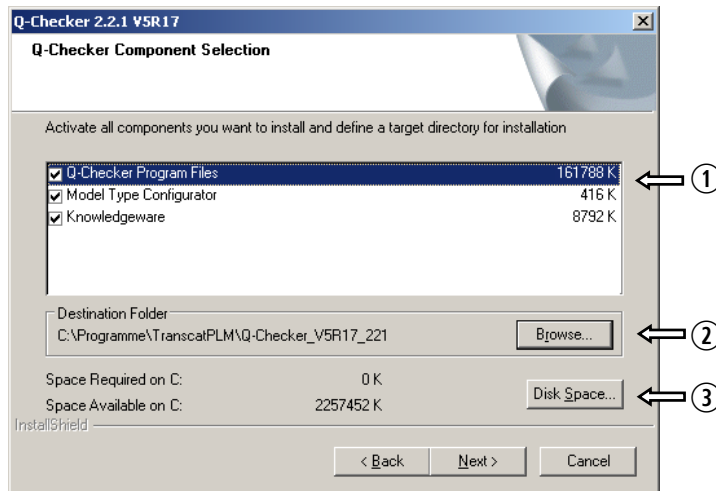 Q-Checker 2.2.1 V5R17
Q-Checker Component Selection
Activate all components you want to install and define a target directory for installation
Q-Checker Program Files 161788 K
Model Type Configurator 416 K
Knowledgeware 8792 K
1
Destination Folder
C:\Programme\TranscatPLM\Q-Checker_V5R17_221
Browse...
2
Space Required on C: 0 K
Space Available on C: 2257452 K
Disk Space...
3
InstallShield
< Back Next > Cancel